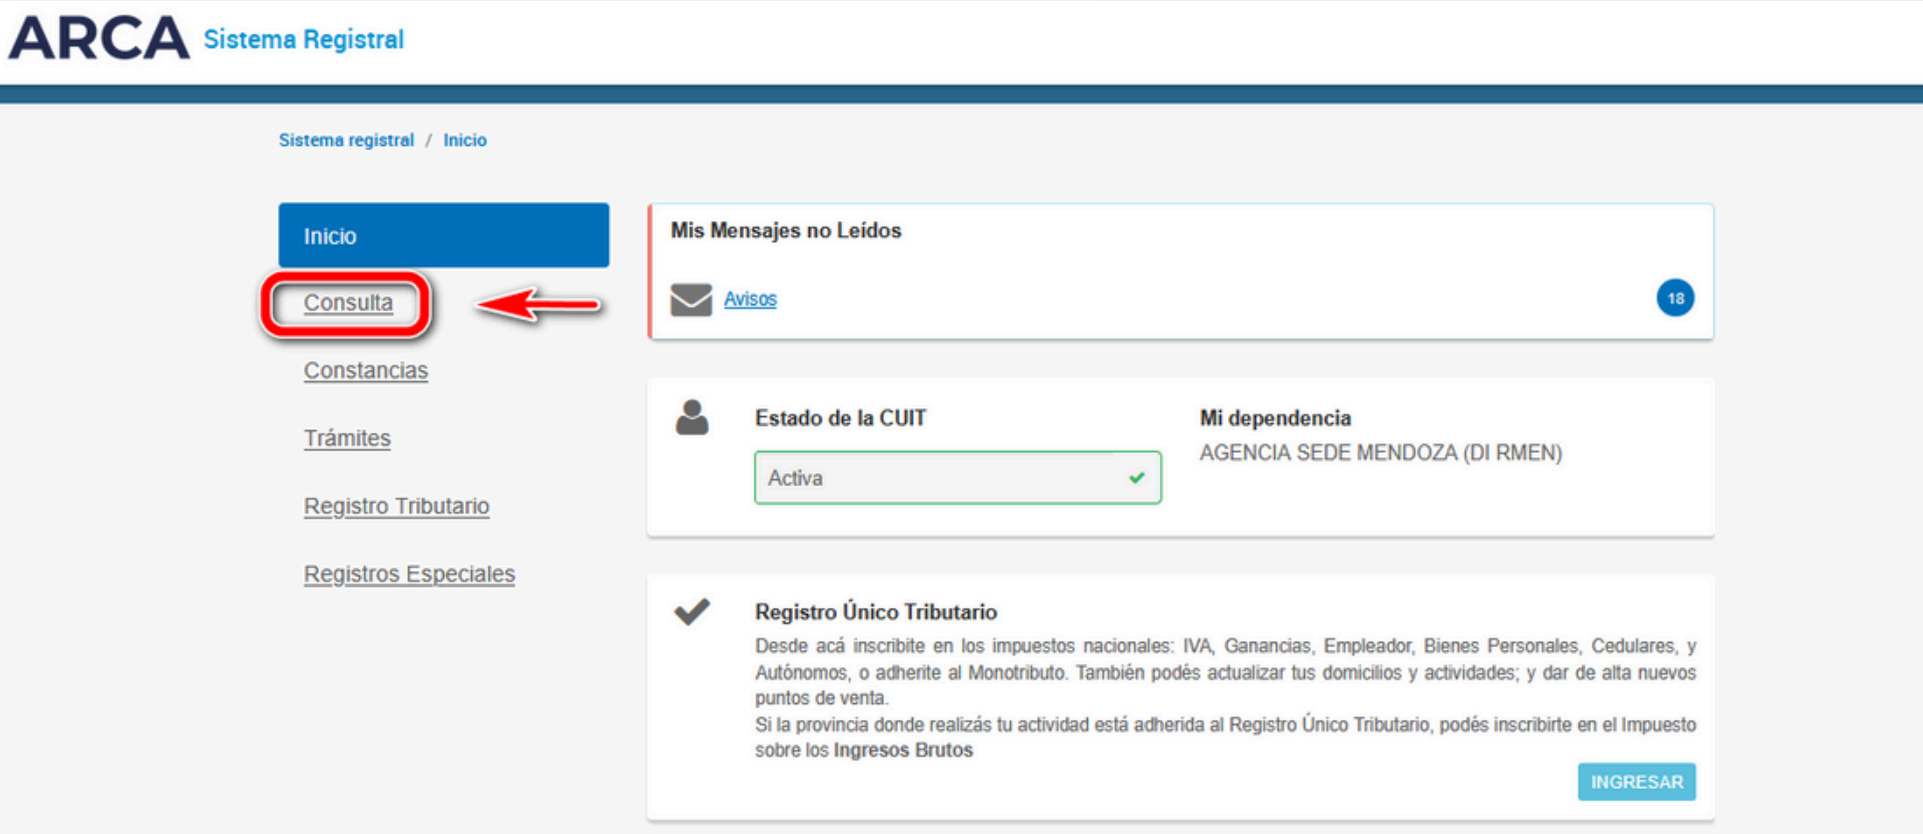 ARCA Sistema Registral
Sistema registral / Inicio
Inicio
Consulta
Constancias
Trámites
Registro Tributario
Registros Especiales
Mis Mensajes no Leídos
Avisos
18
Estado de la CUIT
Activa
Mi dependencia
AGENCIA SEDE MENDOZA (DI RMEN)
Registro Único Tributario
Desde acá inscribite en los impuestos nacionales: IVA, Ganancias, Empleador, Bienes Personales, Cedulares, y
Autónomos, o adherite al Monotributo. También podés actualizar tus domicilios y actividades; y dar de alta nuevos
puntos de venta.
Si la provincia donde realizás tu actividad está adherida al Registro Único Tributario, podés inscribirte en el Impuesto
sobre los Ingresos Brutos
INGRESAR